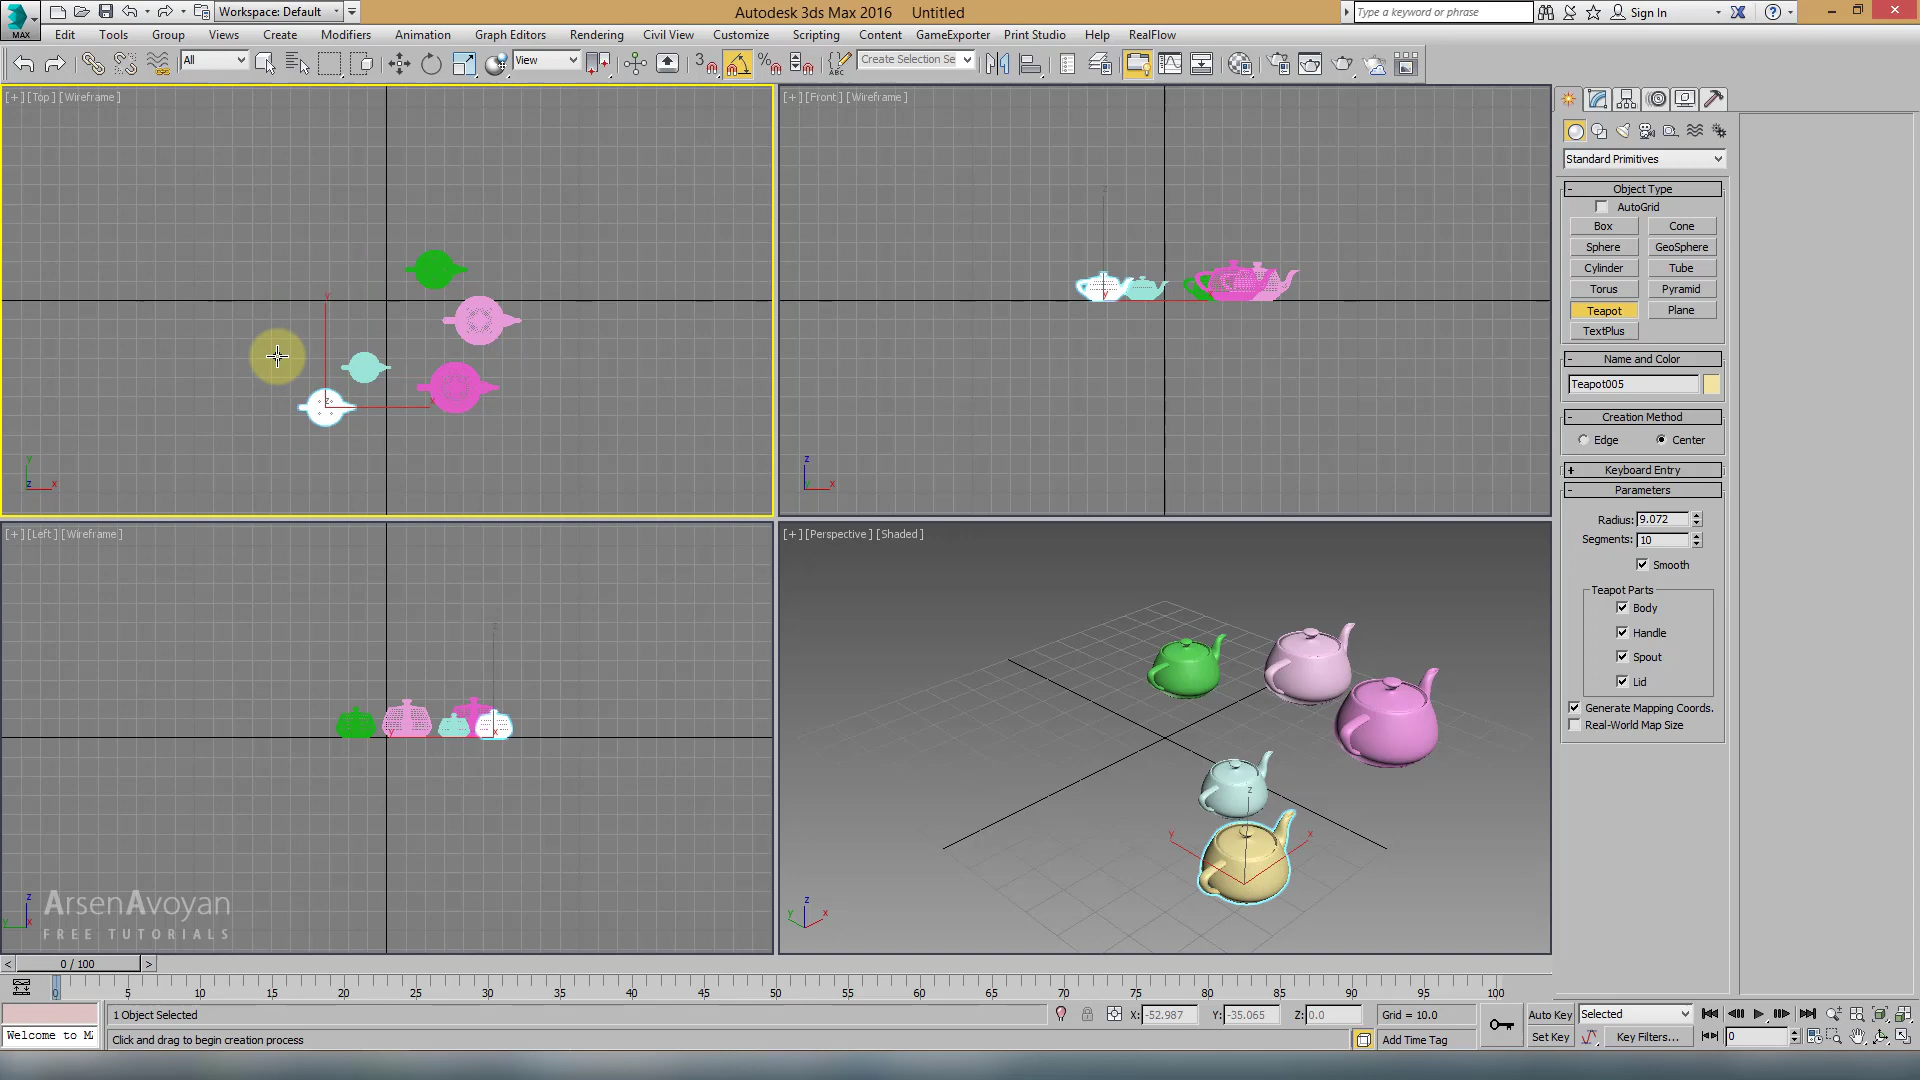 MAX
Workspace: Default
Autodesk 3ds Max 2016 Untitled
Type a keyword or phrase
Sign In
Edit Tools Group Views Create Modifiers Animation Graph Editors Rendering Civil View Customize Scripting Content GameExporter Print Studio Help RealFlow
All
View
3
%
ABC
Create Selection Se
[+] [Top] [Wireframe]
[+] [Front] [Wireframe]
Standard Primitives
- Object Type
AutoGrid
Box Cone
Sphere GeoSphere
Cylinder Tube
Torus Pyramid
Teapot Plane
TextPlus
- Name and Color
Teapot005
- Creation Method
Edge Center
+ Keyboard Entry
- Parameters
Radius: 9.072
Segments: 10
Smooth
Teapot Parts
Body
Handle
Spout
Lid
Generate Mapping Coords.
Real-World Map Size
[+] [Left] [Wireframe]
[+] [Perspective] [Shaded]
ArsenAvoyan
FREE TUTORIALS
< 0 / 100 >
0 5 10 15 20 25 30 35 40 45 50 55 60 65 70 75 80 85 90 95 100
1 Object Selected
X: -52.987 Y: -35.065 Z: 0.0 Grid = 10.0
Auto Key Selected
Welcome to M
Click and drag to begin creation process
Add Time Tag
Set Key Key Filters... 0